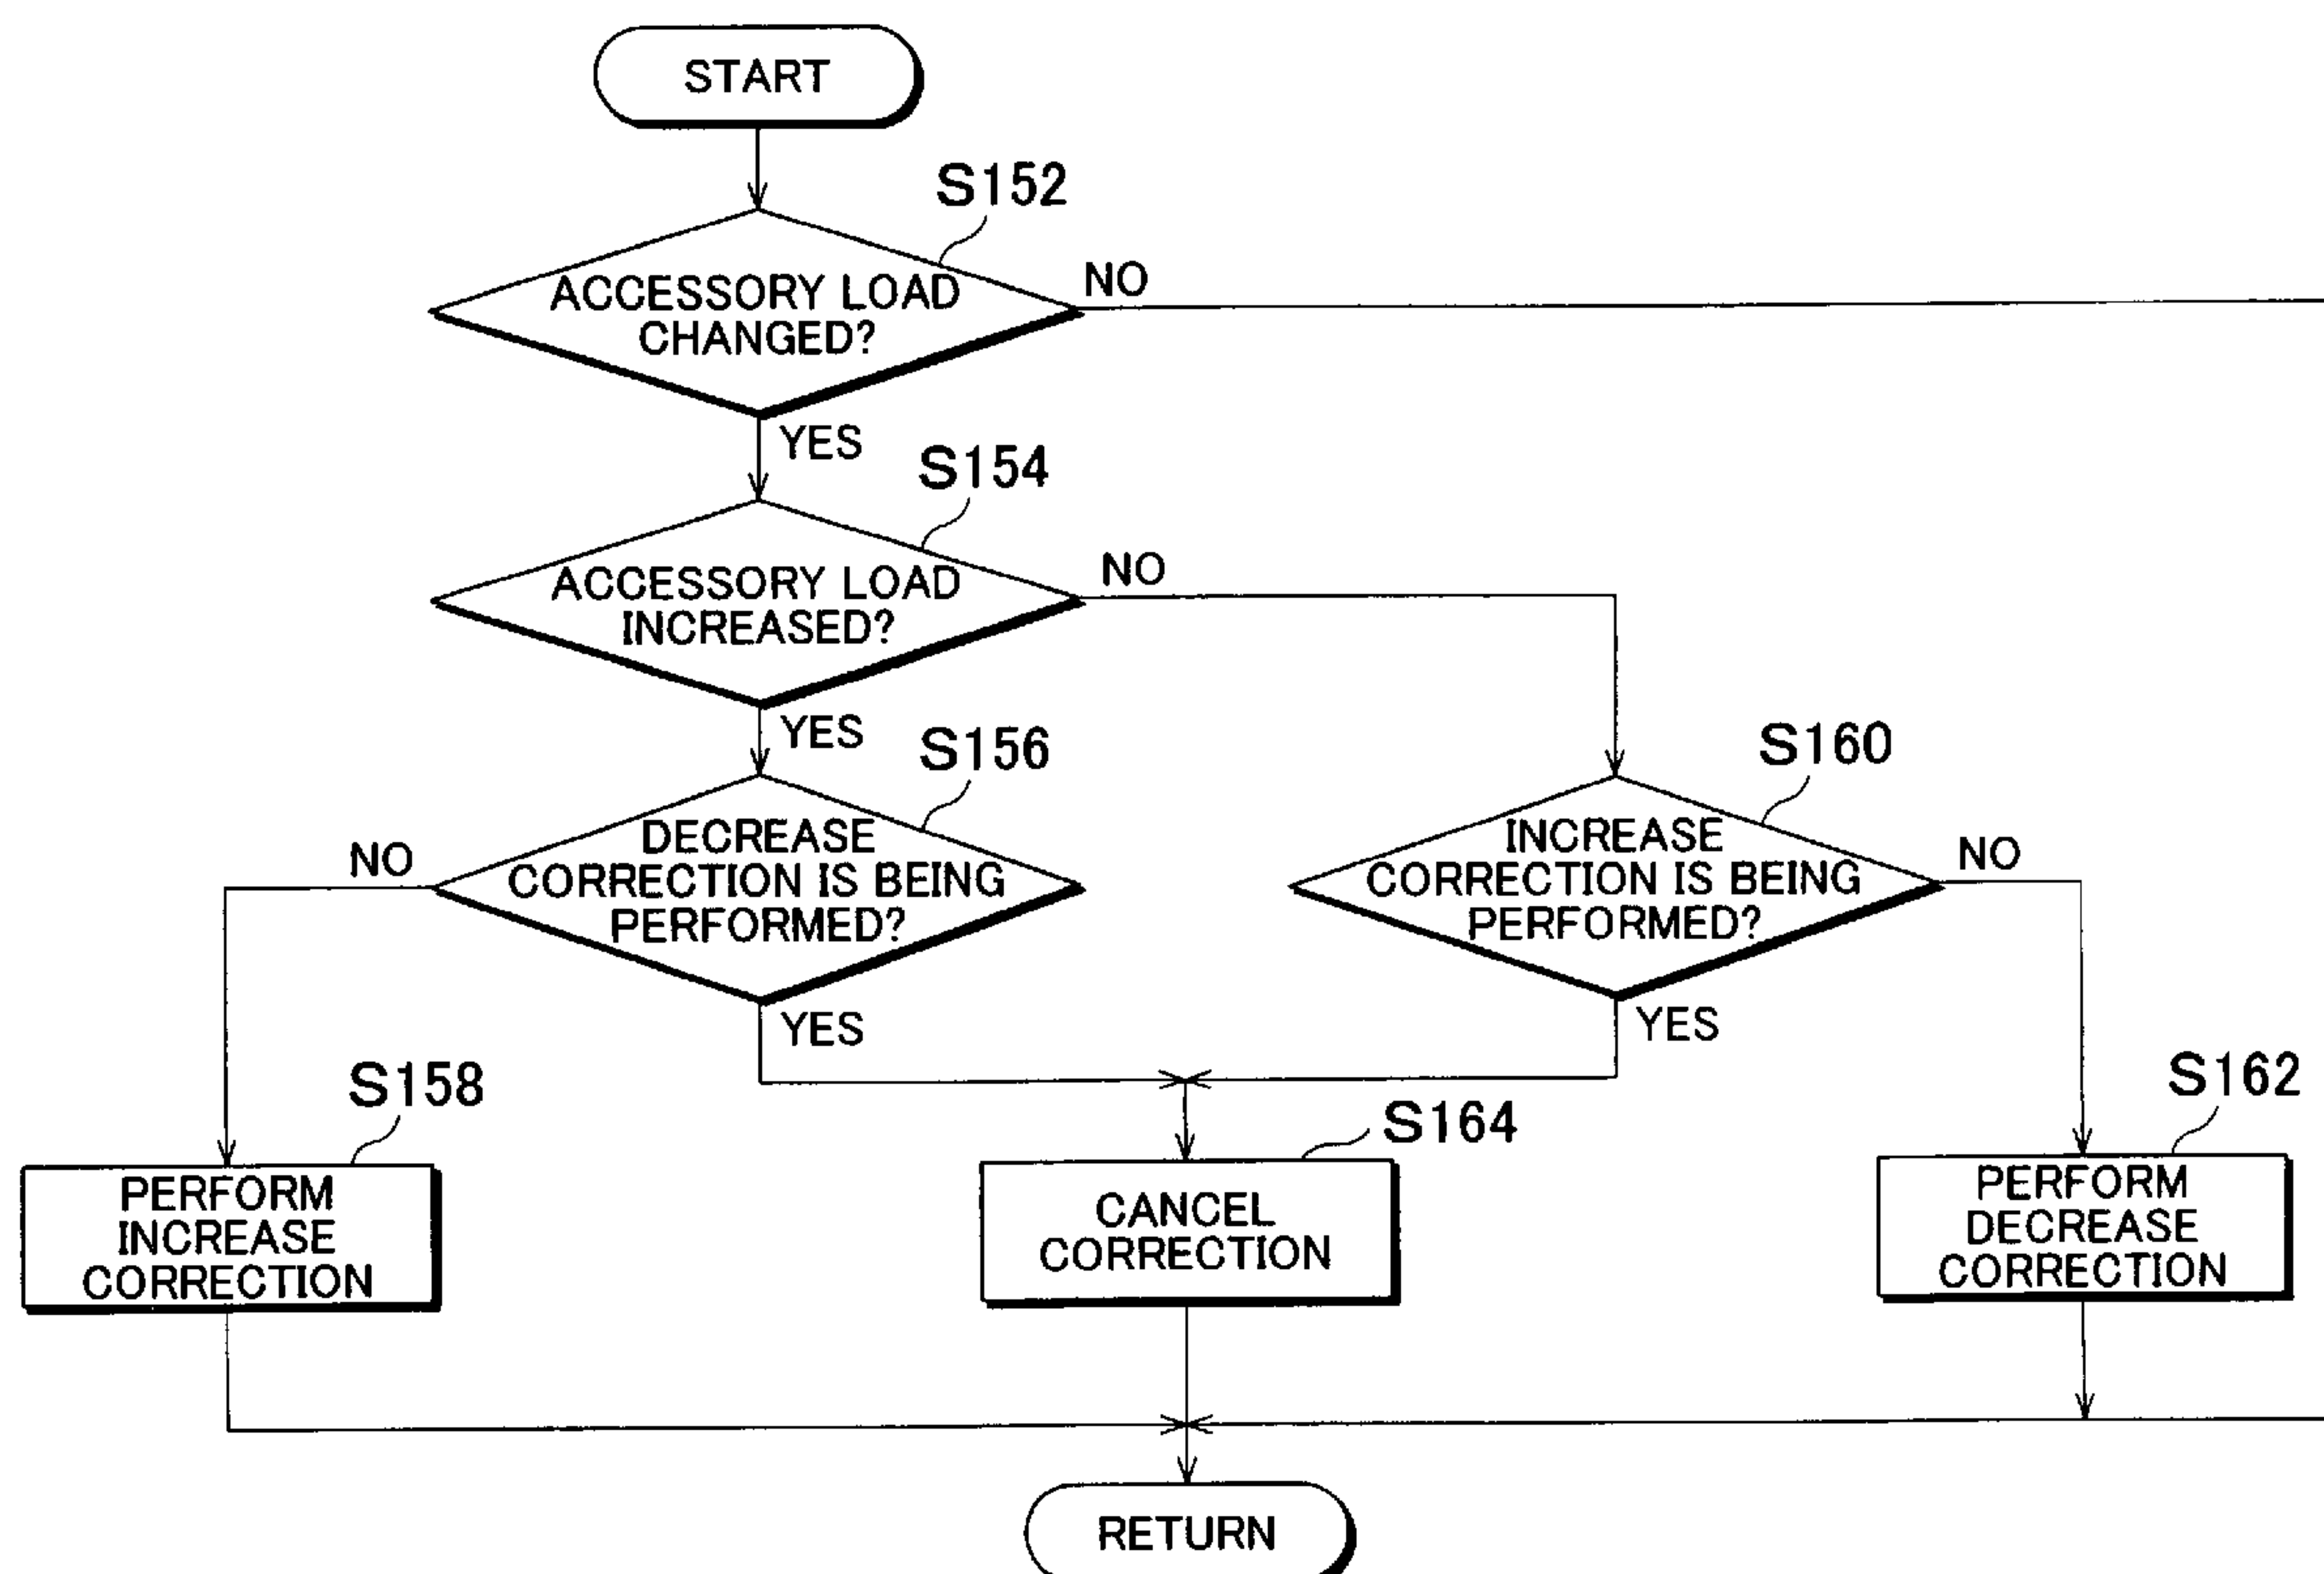 START
S152
ACCESSORY LOAD
CHANGED?
NO
YES
S154
ACCESSORY LOAD
INCREASED?
NO
YES
S156
DECREASE
CORRECTION IS BEING
PERFORMED?
NO
YES
S160
INCREASE
CORRECTION IS BEING
PERFORMED?
NO
YES
S158
PERFORM
INCREASE
CORRECTION
S164
CANCEL
CORRECTION
S162
PERFORM
DECREASE
CORRECTION
RETURN